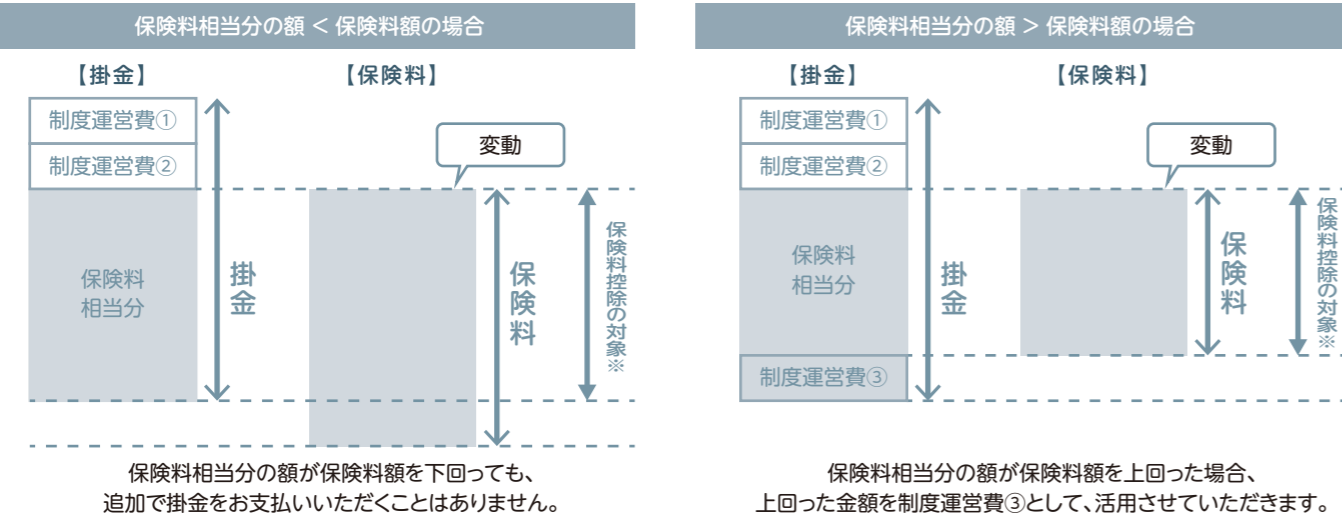 保険料相当分の額 < 保険料額の場合
【掛金】
【保険料】
制度運営費①
制度運営費②
保険料
相当分
掛金
変動
保険料
保険料控除の対象※
保険料相当分の額が保険料額を下回っても、
追加で掛金をお支払いいただくことはありません。
保険料相当分の額 > 保険料額の場合
【掛金】
【保険料】
制度運営費①
制度運営費②
保険料
相当分
制度運営費③
掛金
変動
保険料
保険料控除の対象※
保険料相当分の額が保険料額を上回った場合、
上回った金額を制度運営費③として、活用させていただきます。